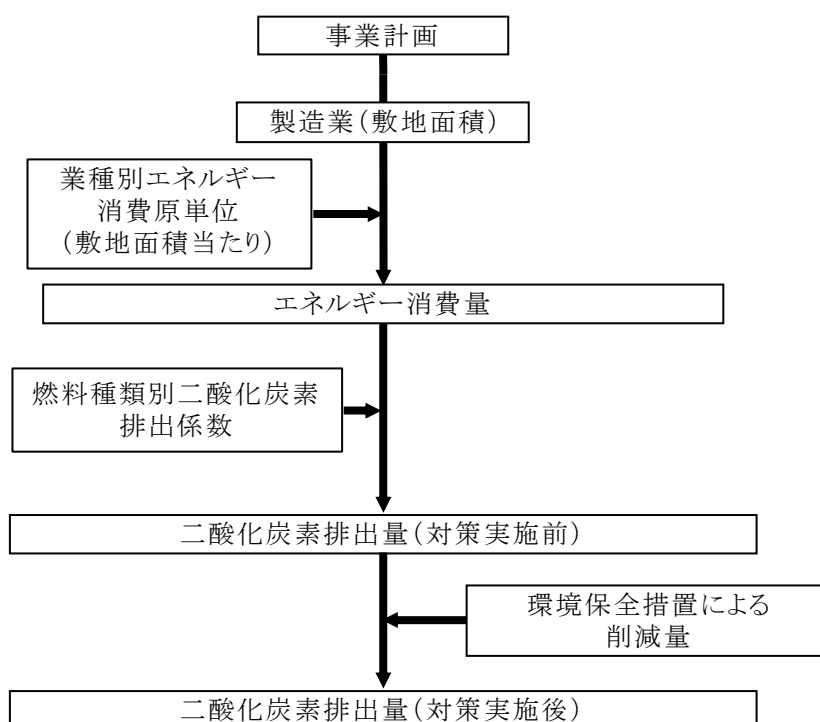 事業計画
製造業(敷地面積)
業種別エネルギー
消費原単位
(敷地面積当たり)
エネルギー消費量
燃料種類別二酸化炭素
排出係数
二酸化炭素排出量(対策実施前)
環境保全措置による
削減量
二酸化炭素排出量(対策実施後)